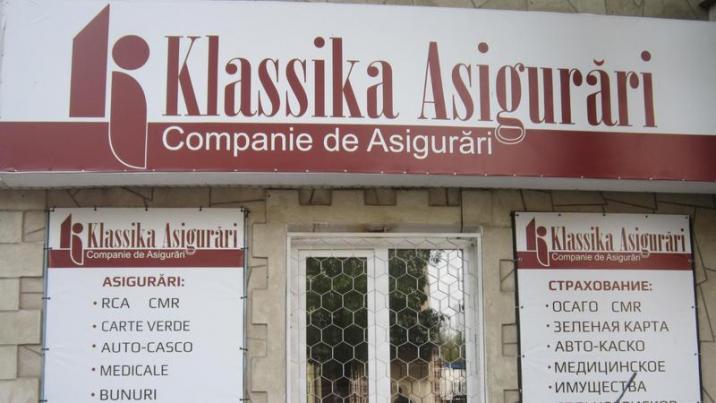 Klassika Asigurări
Companie de Asigurări
Klassika Asigurări
Companie de Asigurări
ASIGURĂRI:
• RCA CMR
• CARTE VERDE
• AUTO-CASCO
• MEDICALE
• BUNURI
Klassika Asigurări
Companie de Asigurări
СТРАХОВАНИЕ:
• ОСАГО CMR
• ЗЕЛЕНАЯ КАРТА
• АВТО-КАСКО
• МЕДИЦИНСКОЕ
• ИМУЩЕСТВА